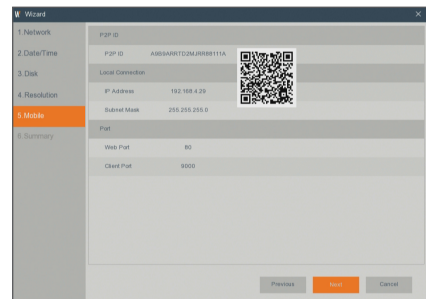 W Wizard
1.Network
2.Date/Time
3.Disk
4.Resolution
5.Mobile
6.Summary
P2P ID
P2P ID A9B9ARRTD2MJRR88111A
Local Connection
IP Address 192.168.4.29
Subnet Mask 255.255.255.0
Port
Web Port 80
Client Port 9000
Previous Next Cancel